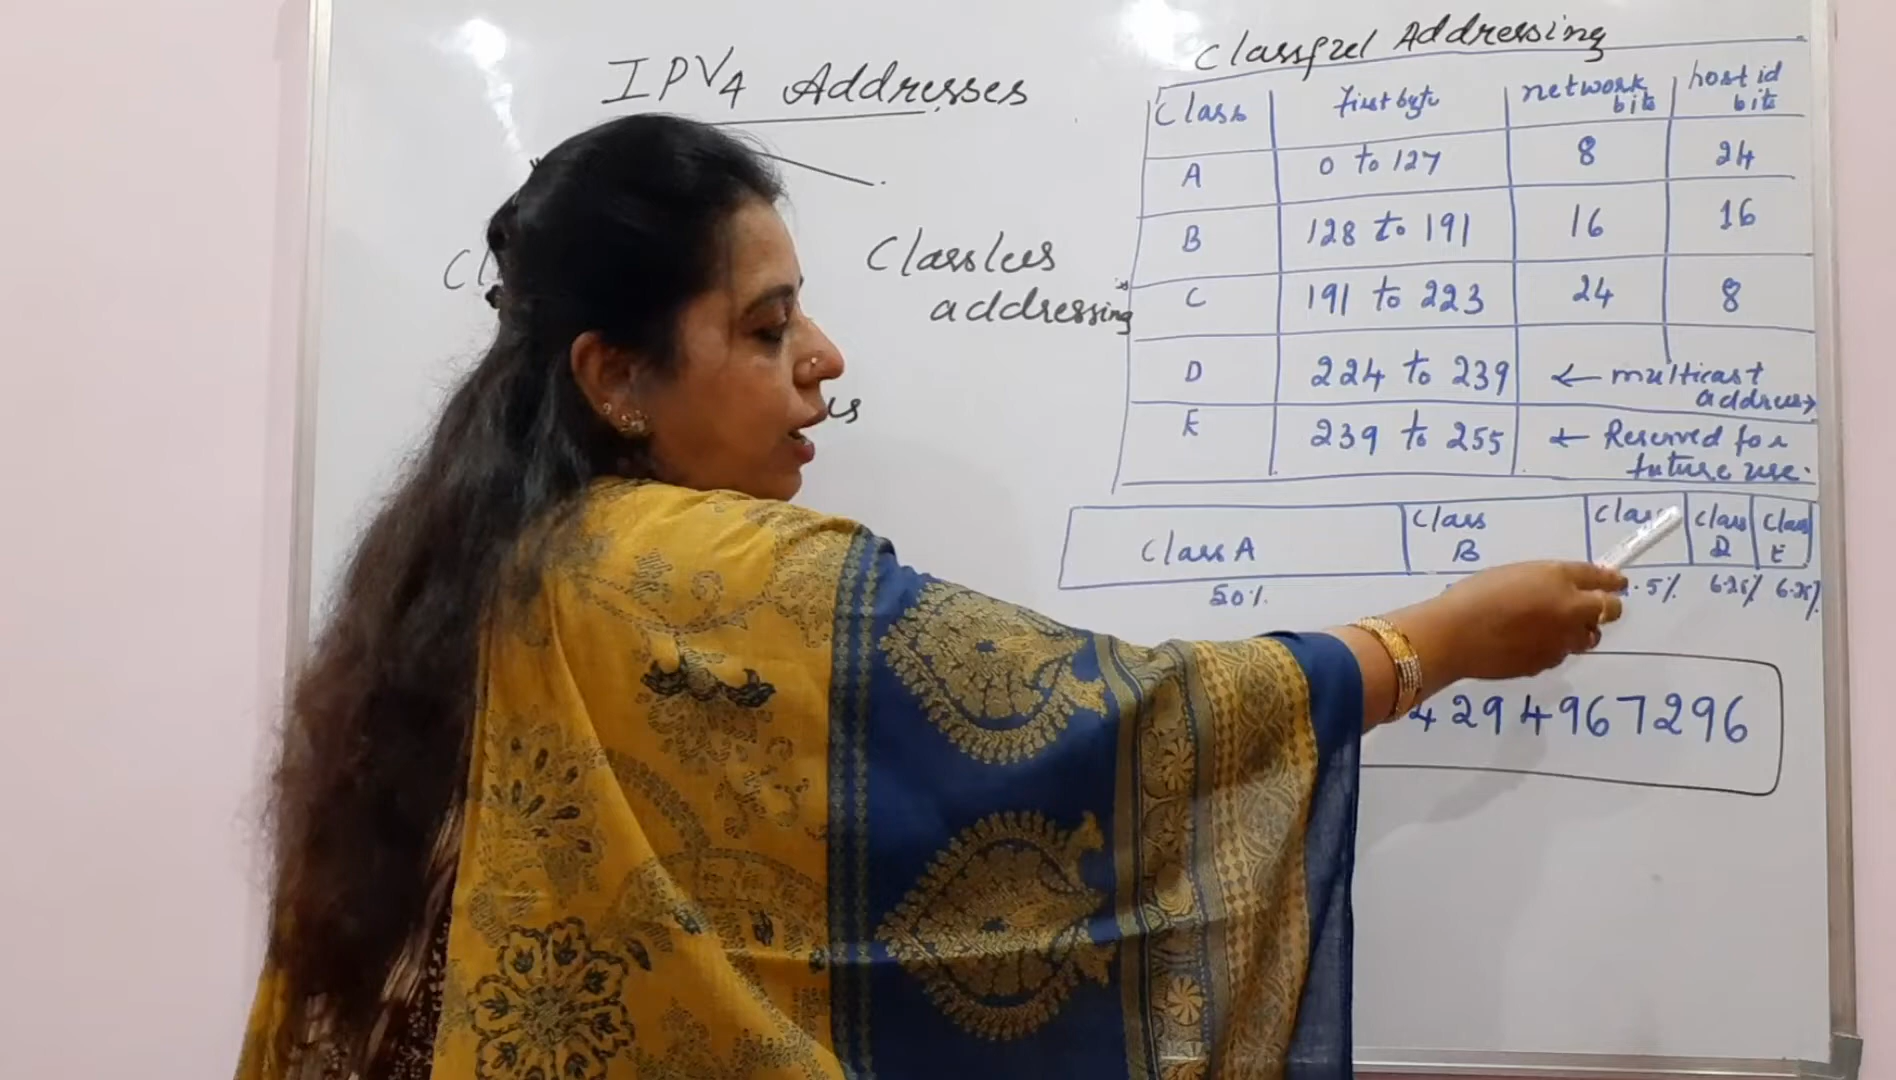 IPV4 Addresses
Classless
addressing
Classful Addressing
Class First byte network bits host id bits
A 0 to 127 8 24
B 128 to 191 16 16
C 191 to 223 24 8
D 224 to 239 ← multicast address →
E 239 to 255 ← Reserved for future use.
Class A Class B Class D Class E
50% 6.25% 6.25%
4294967296